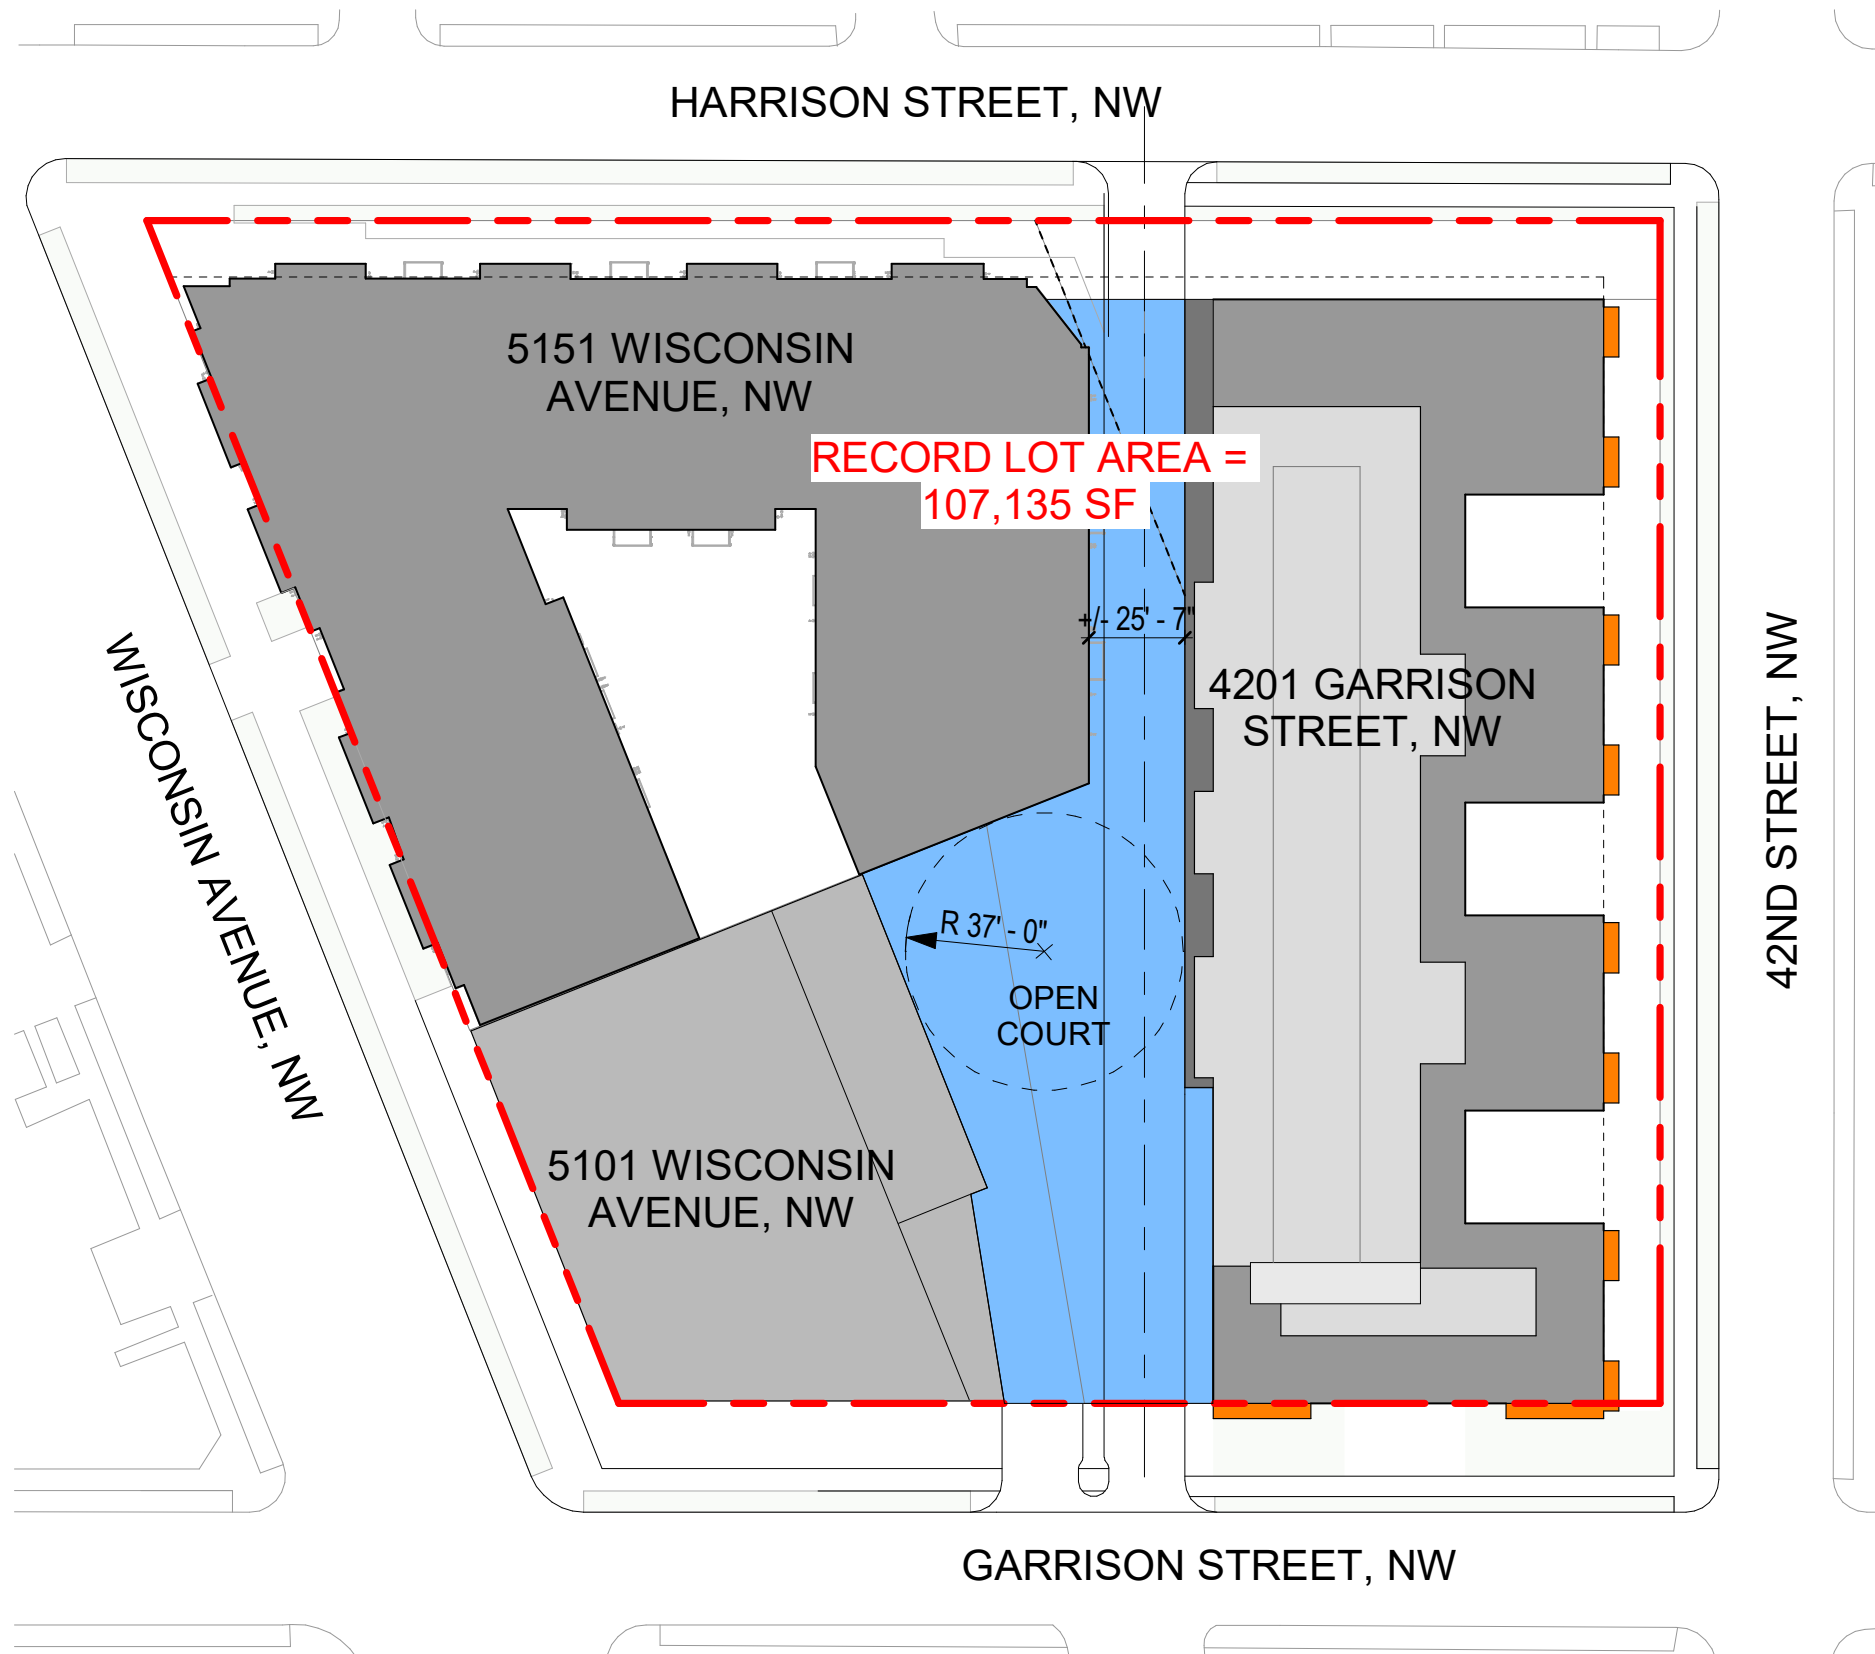 HARRISON STREET, NW
5151 WISCONSIN
AVENUE, NW
RECORD LOT AREA =
107,135 SF
+/- 25' - 7"
4201 GARRISON
STREET, NW
WISCONSIN AVENUE, NW
42ND STREET, NW
R 37' - 0"
OPEN
COURT
5101 WISCONSIN
AVENUE, NW
GARRISON STREET, NW